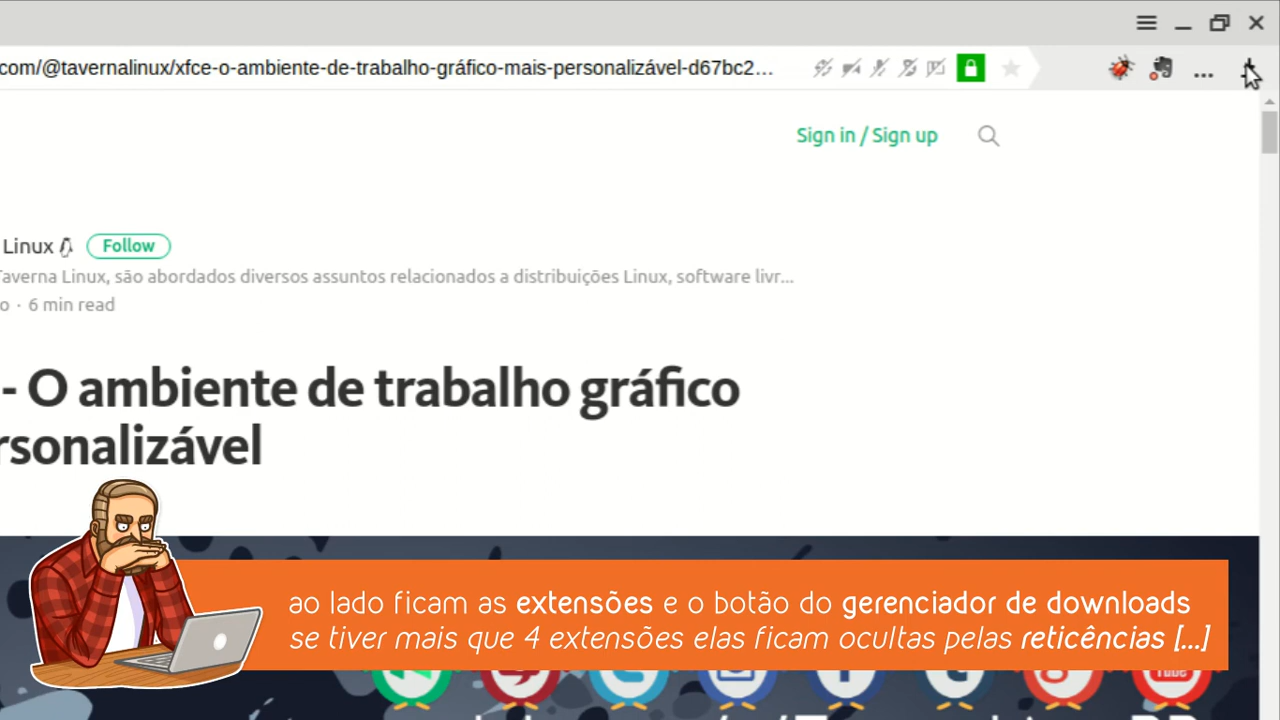 com/@tavernalinux/xfce-o-ambiente-de-trabalho-gráfico-mais-personalizável-d67bc2...
...
Sign in / Sign up
Linux Follow
Taverna Linux, são abordados diversos assuntos relacionados a distribuições Linux, software livr...
o · 6 min read
- O ambiente de trabalho gráfico
rsonalizável
ao lado ficam as extensões e o botão do gerenciador de downloads
se tiver mais que 4 extensões elas ficam ocultas pelas reticências [...]